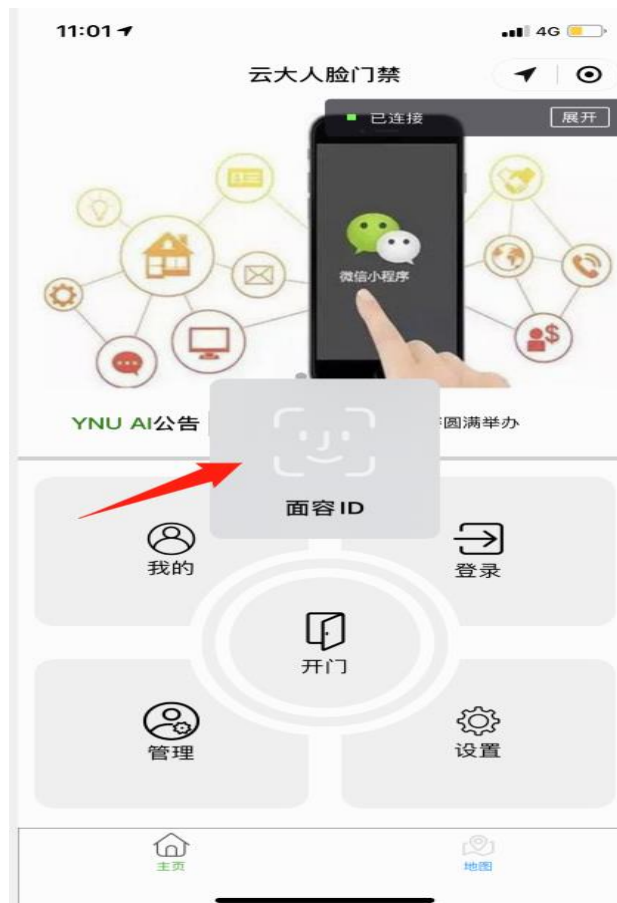 11:01
4G
云大人脸门禁
已连接
展开
微信小程序
YNU AI公告
圆满举办
面容ID
我的
登录
开门
管理
设置
主页
地图